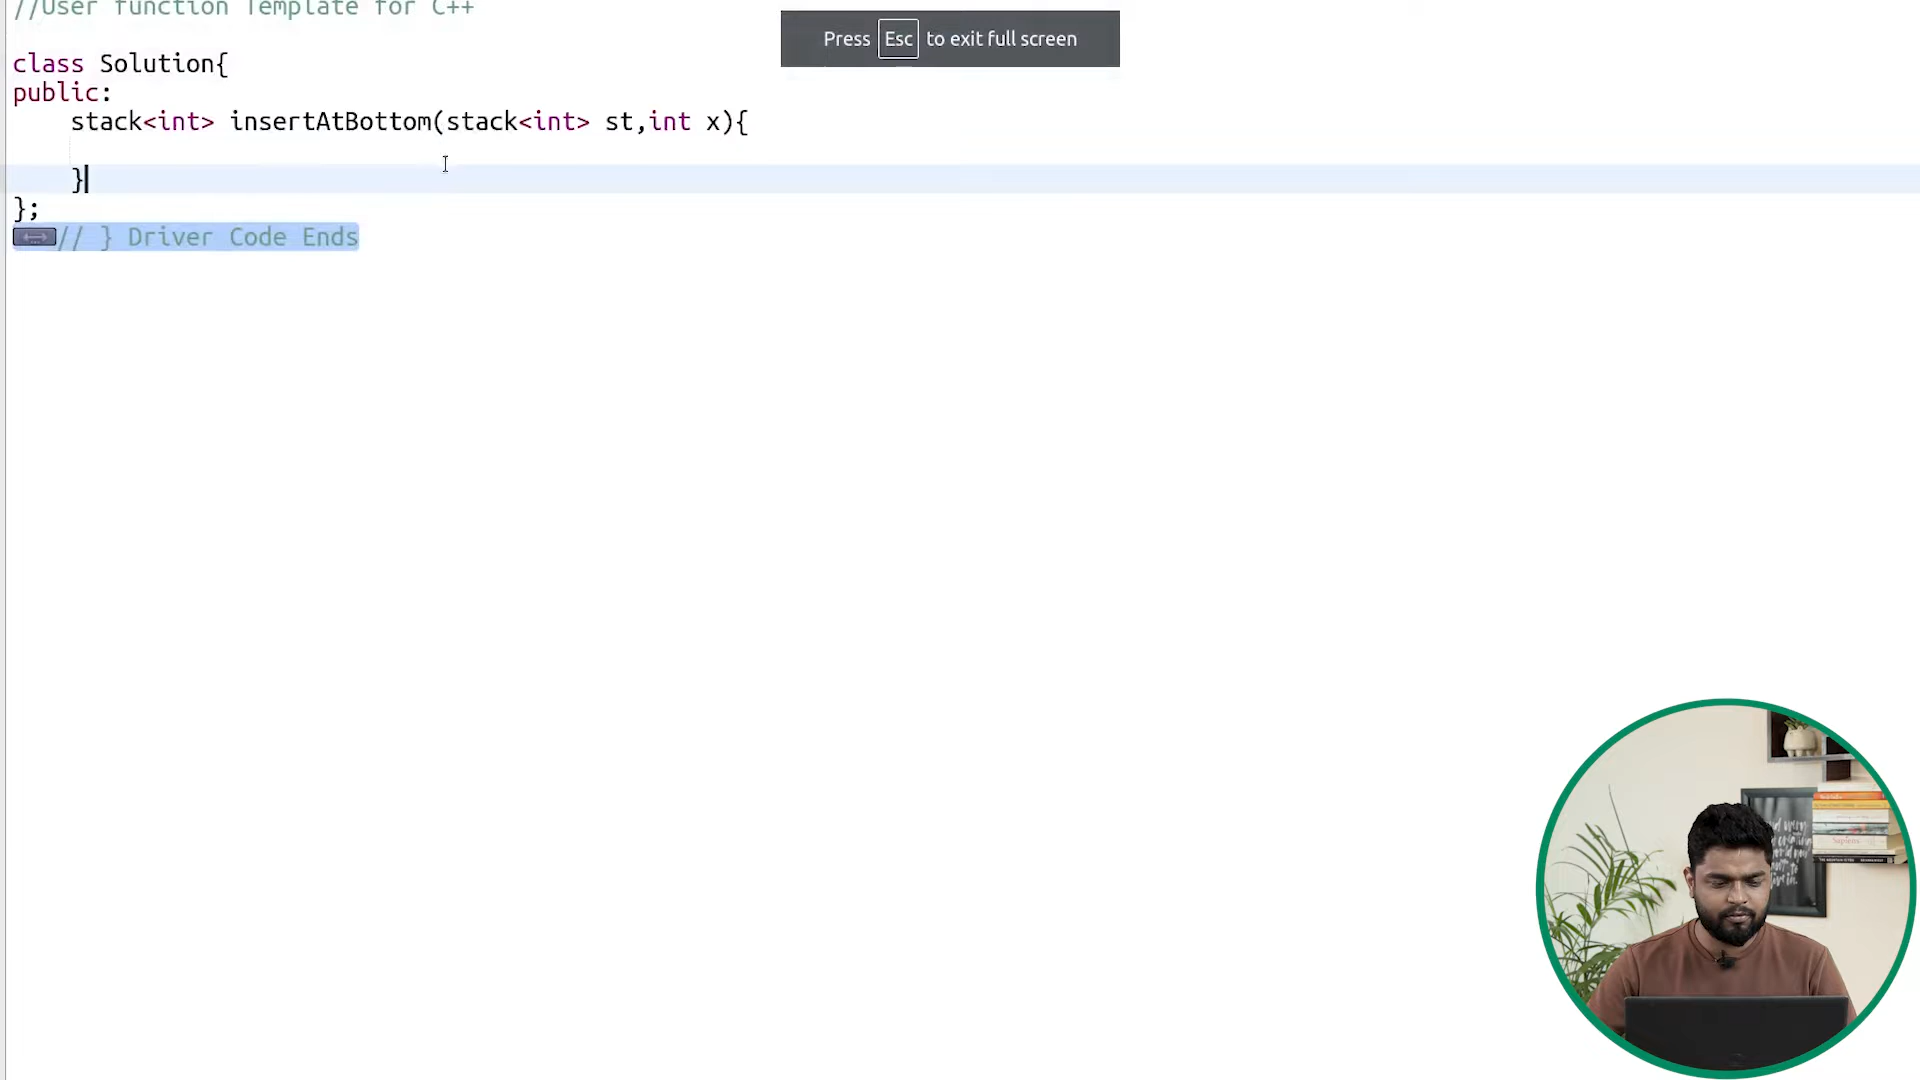 //User function Template for C++
Press Esc to exit full screen
class Solution{
public:
stack<int> insertAtBottom(stack<int> st,int x){
}
};
// } Driver Code Ends
Sapiens